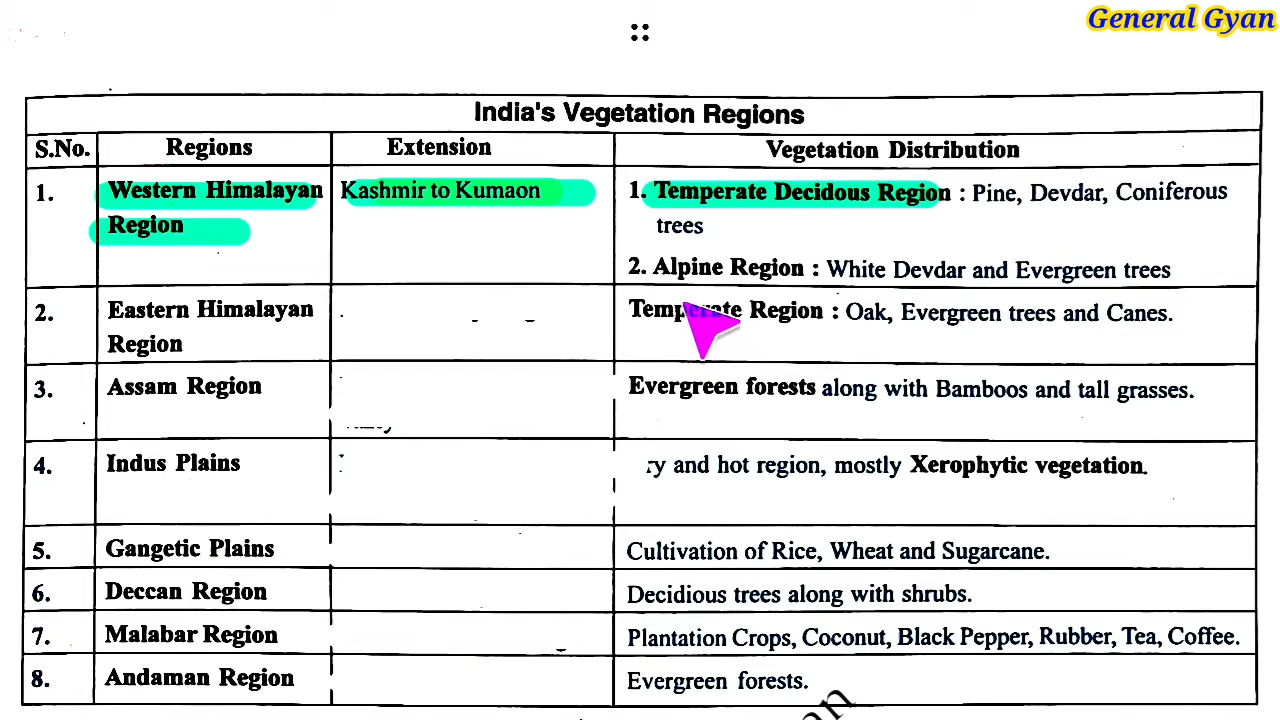 General Gyan
India's Vegetation Regions
S.No. Regions Extension Vegetation Distribution
1. Western Himalayan Kashmir to Kumaon 1. Temperate Decidous Region : Pine, Devdar, Coniferous
Region trees
2. Alpine Region : White Devdar and Evergreen trees
2. Eastern Himalayan Temperate Region : Oak, Evergreen trees and Canes.
Region
3. Assam Region Evergreen forests along with Bamboos and tall grasses.
4. Indus Plains ry and hot region, mostly Xerophytic vegetation.
5. Gangetic Plains Cultivation of Rice, Wheat and Sugarcane.
6. Deccan Region Decidious trees along with shrubs.
7. Malabar Region Plantation Crops, Coconut, Black Pepper, Rubber, Tea, Coffee.
8. Andaman Region Evergreen forests.